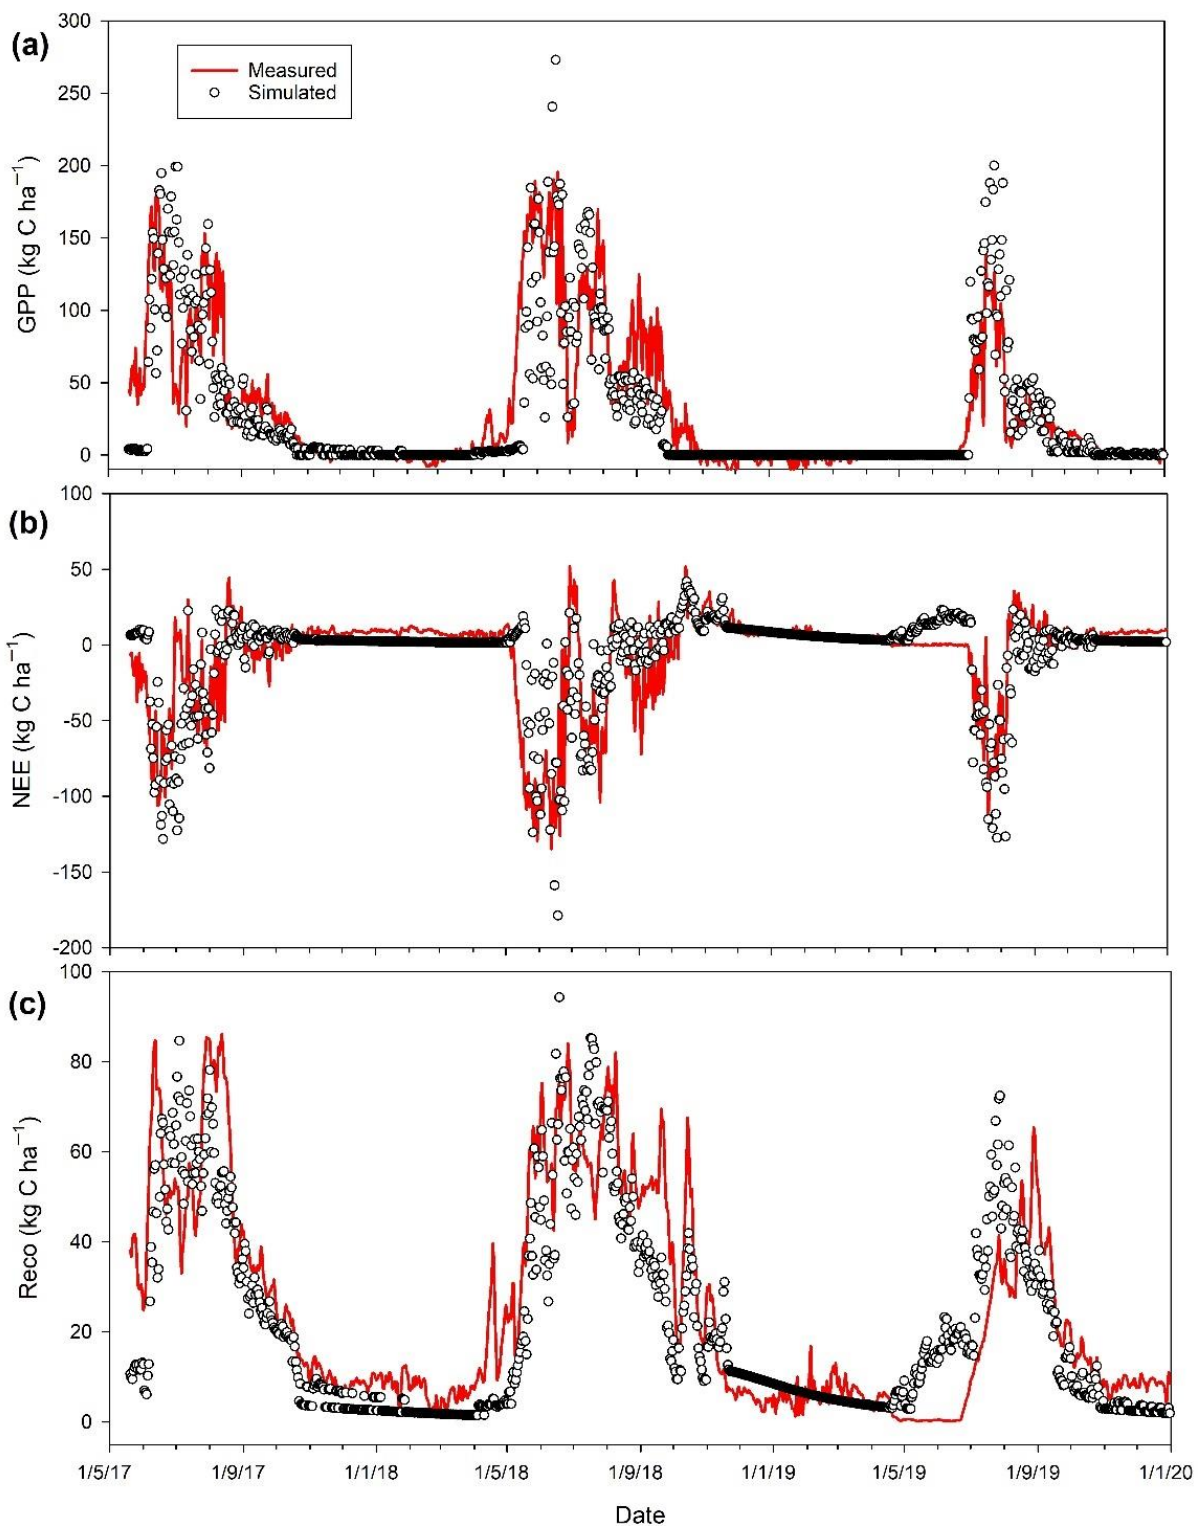 (a)
300
250
200
150
100
50
0
GPP (kg C ha⁻¹)
Measured
Simulated
(b)
100
50
0
-50
-100
-150
-200
NEE (kg C ha⁻¹)
(c)
100
80
60
40
20
0
Reco (kg C ha⁻¹)
1/5/17 1/9/17 1/1/18 1/5/18 1/9/18 1/1/19 1/5/19 1/9/19 1/1/20
Date